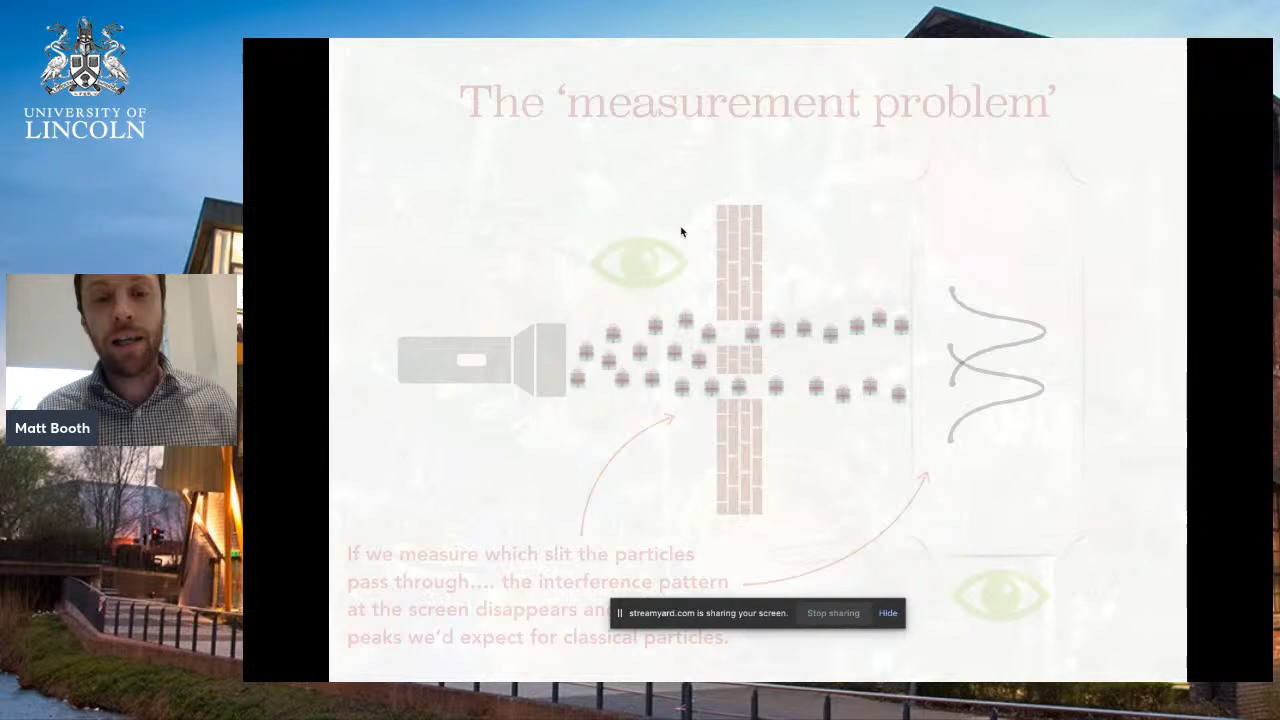 UNIVERSITY OF
LINCOLN
The ‘measurement problem’
Matt Booth
If we measure which slit the particles
pass through.... the interference pattern
at the screen disappears and
peaks we’d expect for classical particles.
streamyard.com is sharing your screen.
Stop sharing
Hide